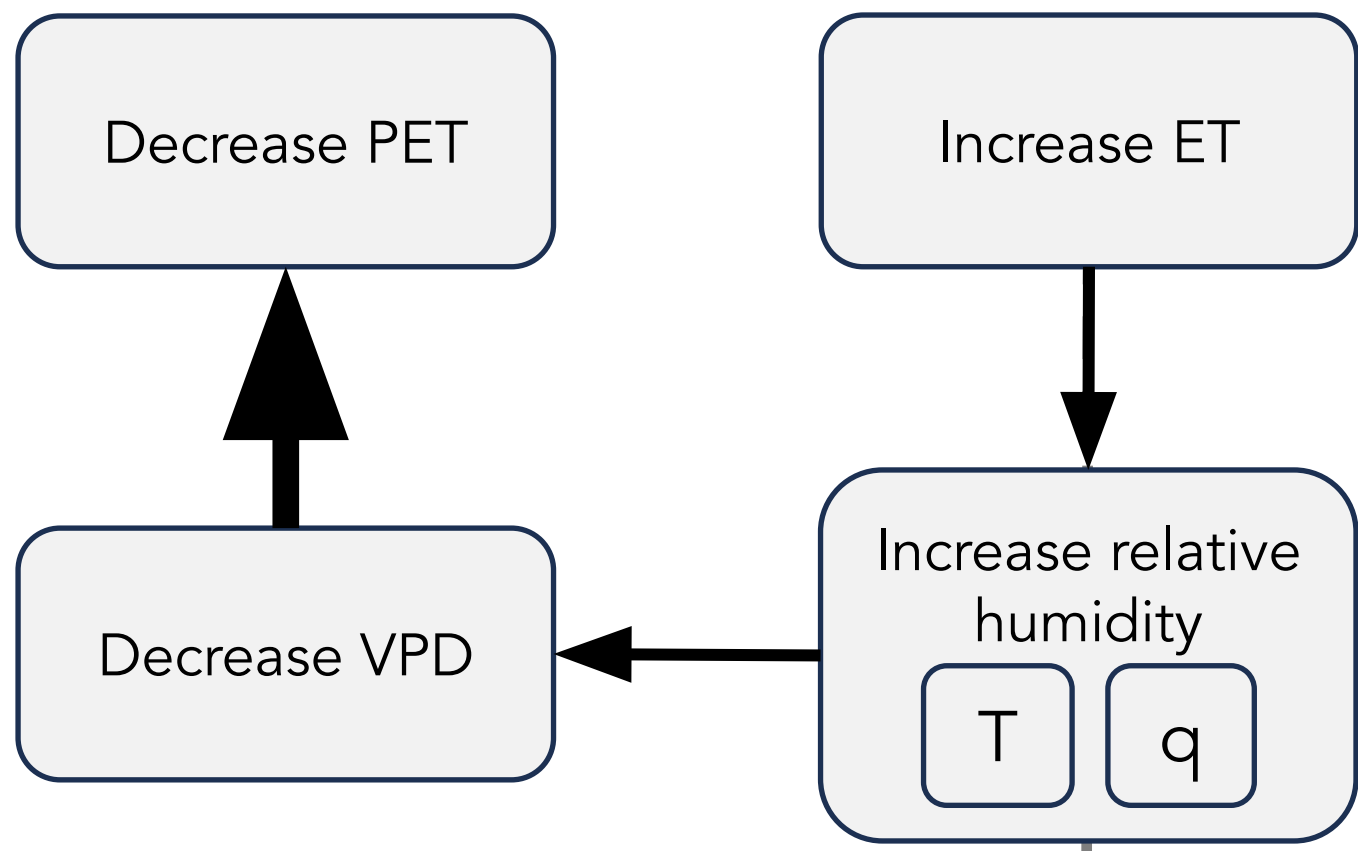 Decrease PET
Increase ET
Increase relative
humidity
Decrease VPD
T
q